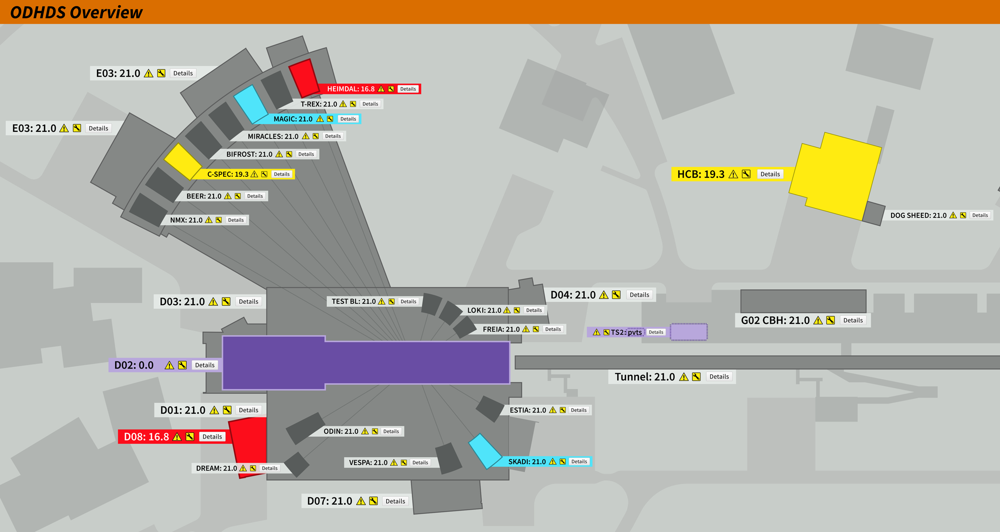 ODHDS Overview
E03: 21.0 Details
HEIMDAL: 16.8 Details
T-REX: 21.0 Details
MAGIC: 21.0 Details
E03: 21.0 Details
MIRACLES: 21.0 Details
BIFROST: 21.0 Details
C-SPEC: 19.3 Details
HCB: 19.3 Details
BEER: 21.0 Details
DOG SHEED: 21.0 Details
NMX: 21.0 Details
D04: 21.0 Details
D03: 21.0 Details
TEST BL: 21.0 Details
LOKI: 21.0 Details
G02 CBH: 21.0 Details
FREIA: 21.0 Details
TS2: pvts Details
D02: 0.0 Details
Tunnel: 21.0 Details
D01: 21.0 Details
ESTIA: 21.0 Details
ODIN: 21.0 Details
D08: 16.8 Details
VESPA: 21.0 Details
SKADI: 21.0 Details
DREAM: 21.0 Details
D07: 21.0 Details